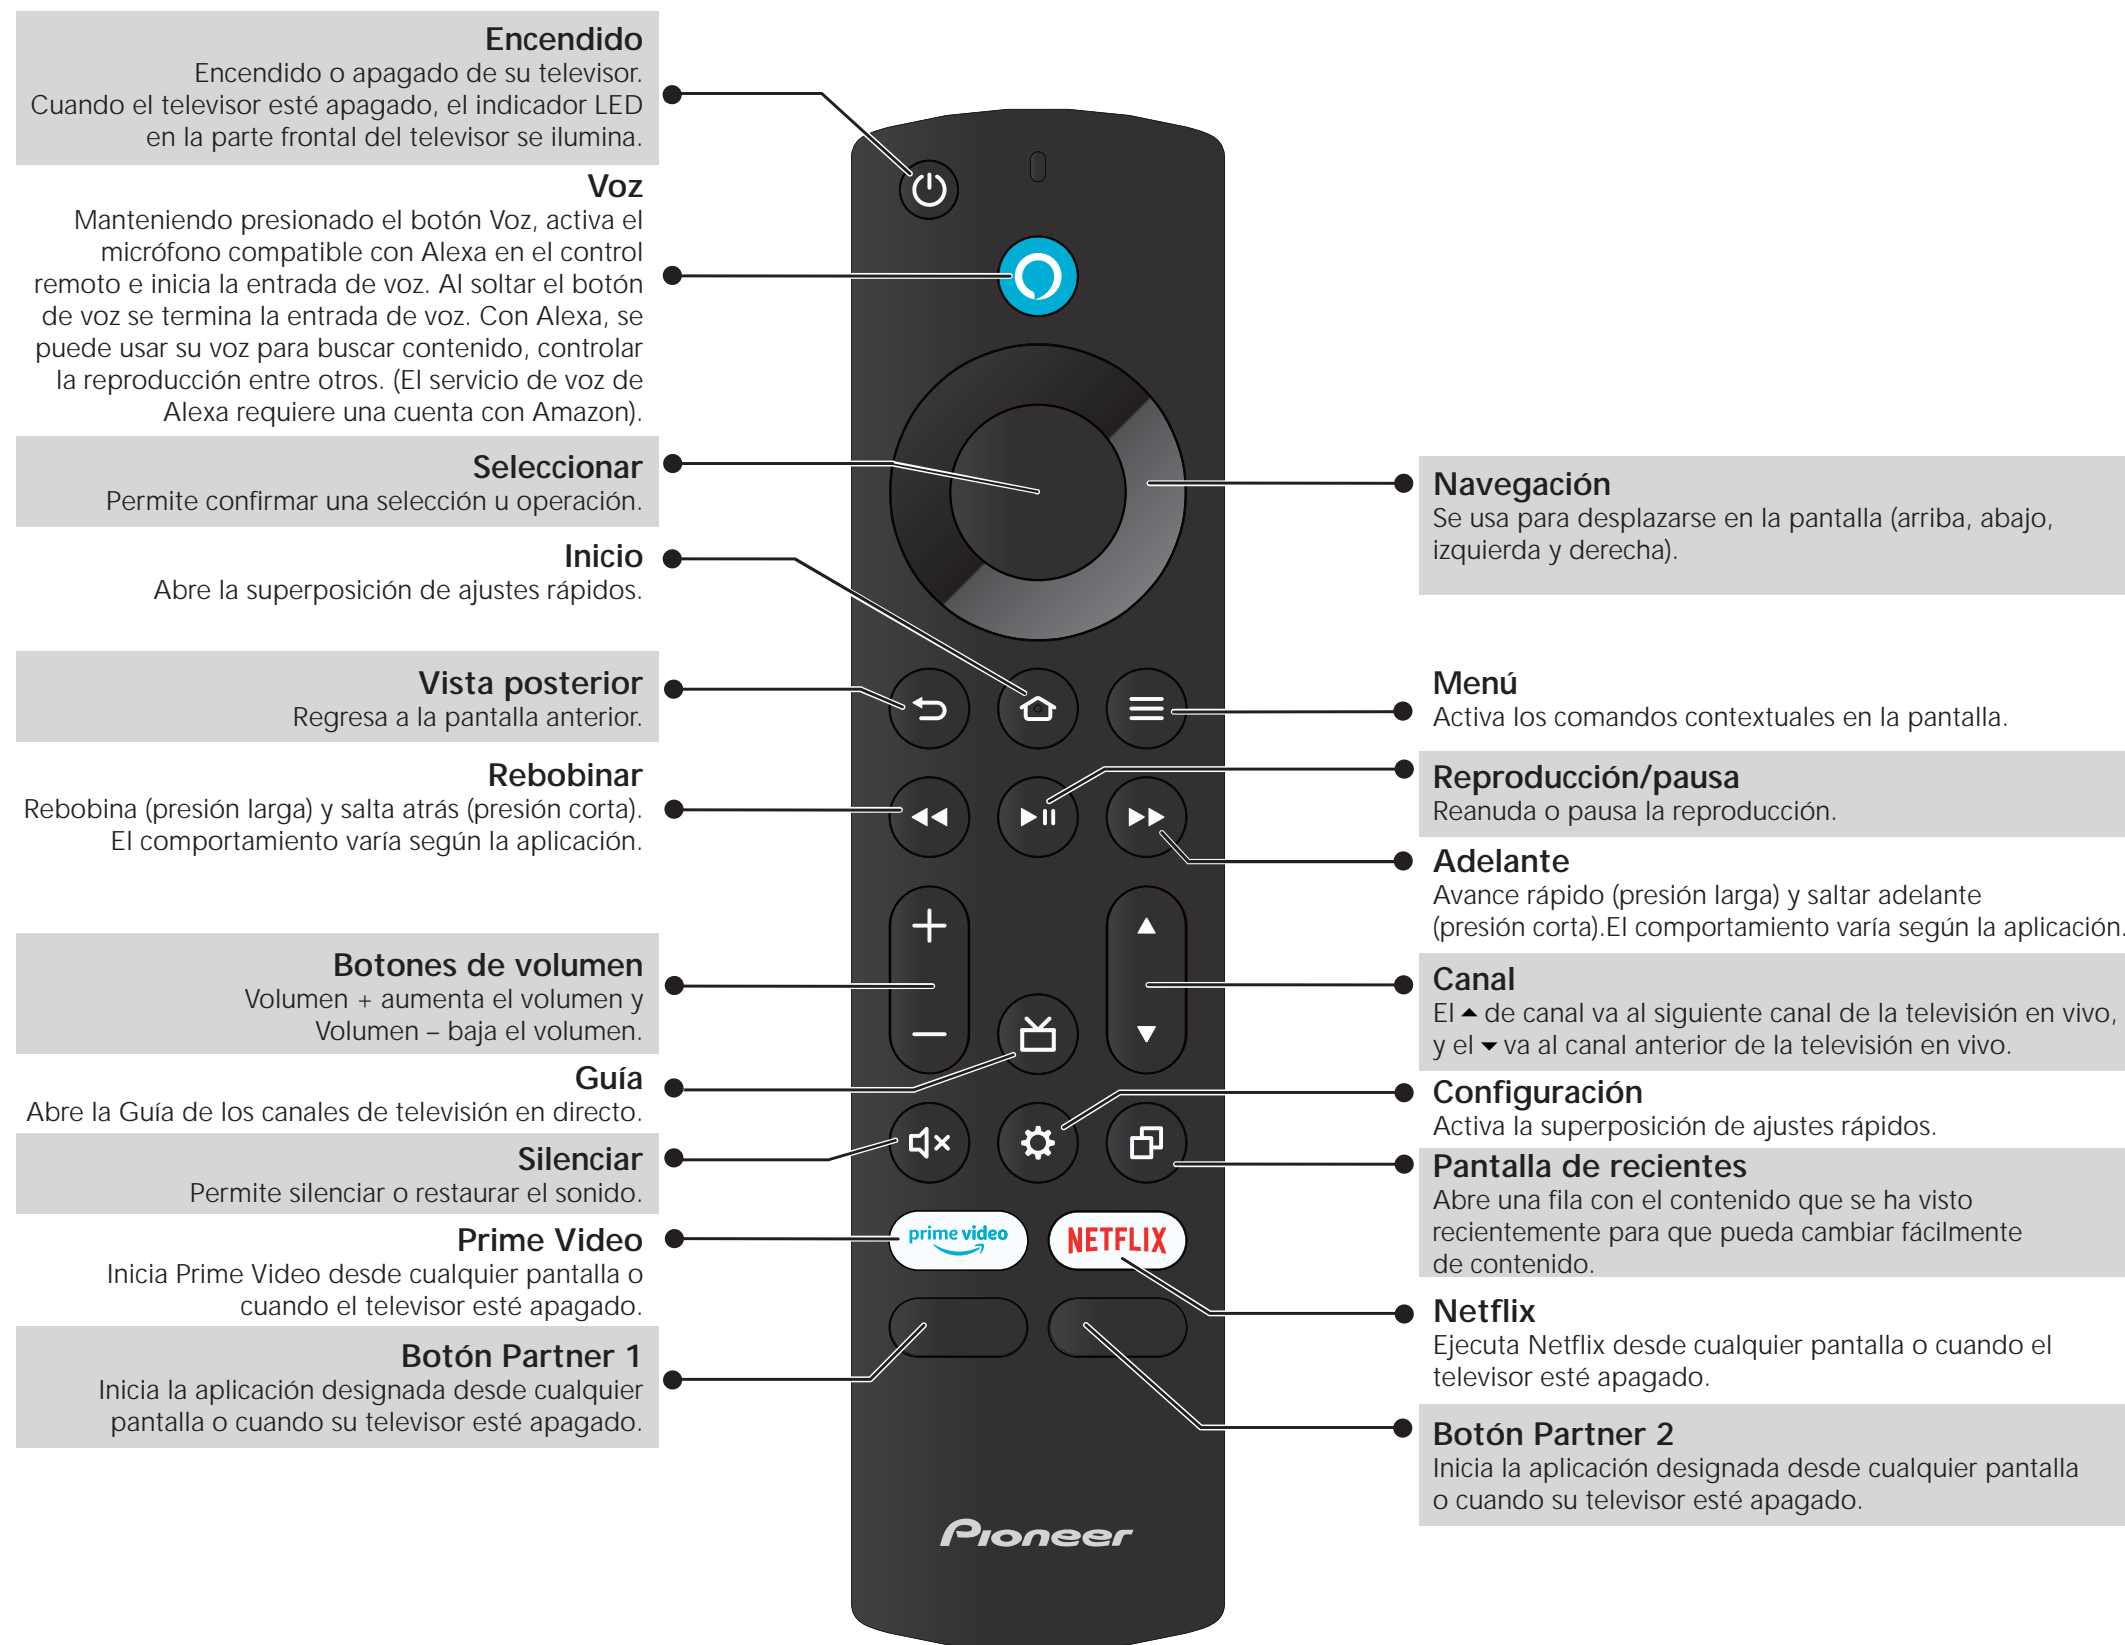 Encendido
Encendido o apagado de su televisor.
Cuando el televisor esté apagado, el indicador LED
en la parte frontal del televisor se ilumina.
Voz
Manteniendo presionado el botón Voz, activa el
micrófono compatible con Alexa en el control
remoto e inicia la entrada de voz. Al soltar el botón
de voz se termina la entrada de voz. Con Alexa, se
puede usar su voz para buscar contenido, controlar
la reproducción entre otros. (El servicio de voz de
Alexa requiere una cuenta con Amazon).
Seleccionar
Permite confirmar una selección u operación.
Inicio
Abre la superposición de ajustes rápidos.
Vista posterior
Regresa a la pantalla anterior.
Rebobinar
Rebobina (presión larga) y salta atrás (presión corta).
El comportamiento varía según la aplicación.
Botones de volumen
Volumen + aumenta el volumen y
Volumen – baja el volumen.
Guía
Abre la Guía de los canales de televisión en directo.
Silenciar
Permite silenciar o restaurar el sonido.
Prime Video
Inicia Prime Video desde cualquier pantalla o
cuando el televisor esté apagado.
Botón Partner 1
Inicia la aplicación designada desde cualquier
pantalla o cuando su televisor esté apagado.
prime video
NETFLIX
Pioneer
Navegación
Se usa para desplazarse en la pantalla (arriba, abajo,
izquierda y derecha).
Menú
Activa los comandos contextuales en la pantalla.
Reproducción/pausa
Reanuda o pausa la reproducción.
Adelante
Avance rápido (presión larga) y saltar adelante
(presión corta).El comportamiento varía según la aplicación.
Canal
El ▲ de canal va al siguiente canal de la televisión en vivo,
y el ▼ va al canal anterior de la televisión en vivo.
Configuración
Activa la superposición de ajustes rápidos.
Pantalla de recientes
Abre una fila con el contenido que se ha visto
recientemente para que pueda cambiar fácilmente
de contenido.
Netflix
Ejecuta Netflix desde cualquier pantalla o cuando el
televisor esté apagado.
Botón Partner 2
Inicia la aplicación designada desde cualquier pantalla
o cuando su televisor esté apagado.